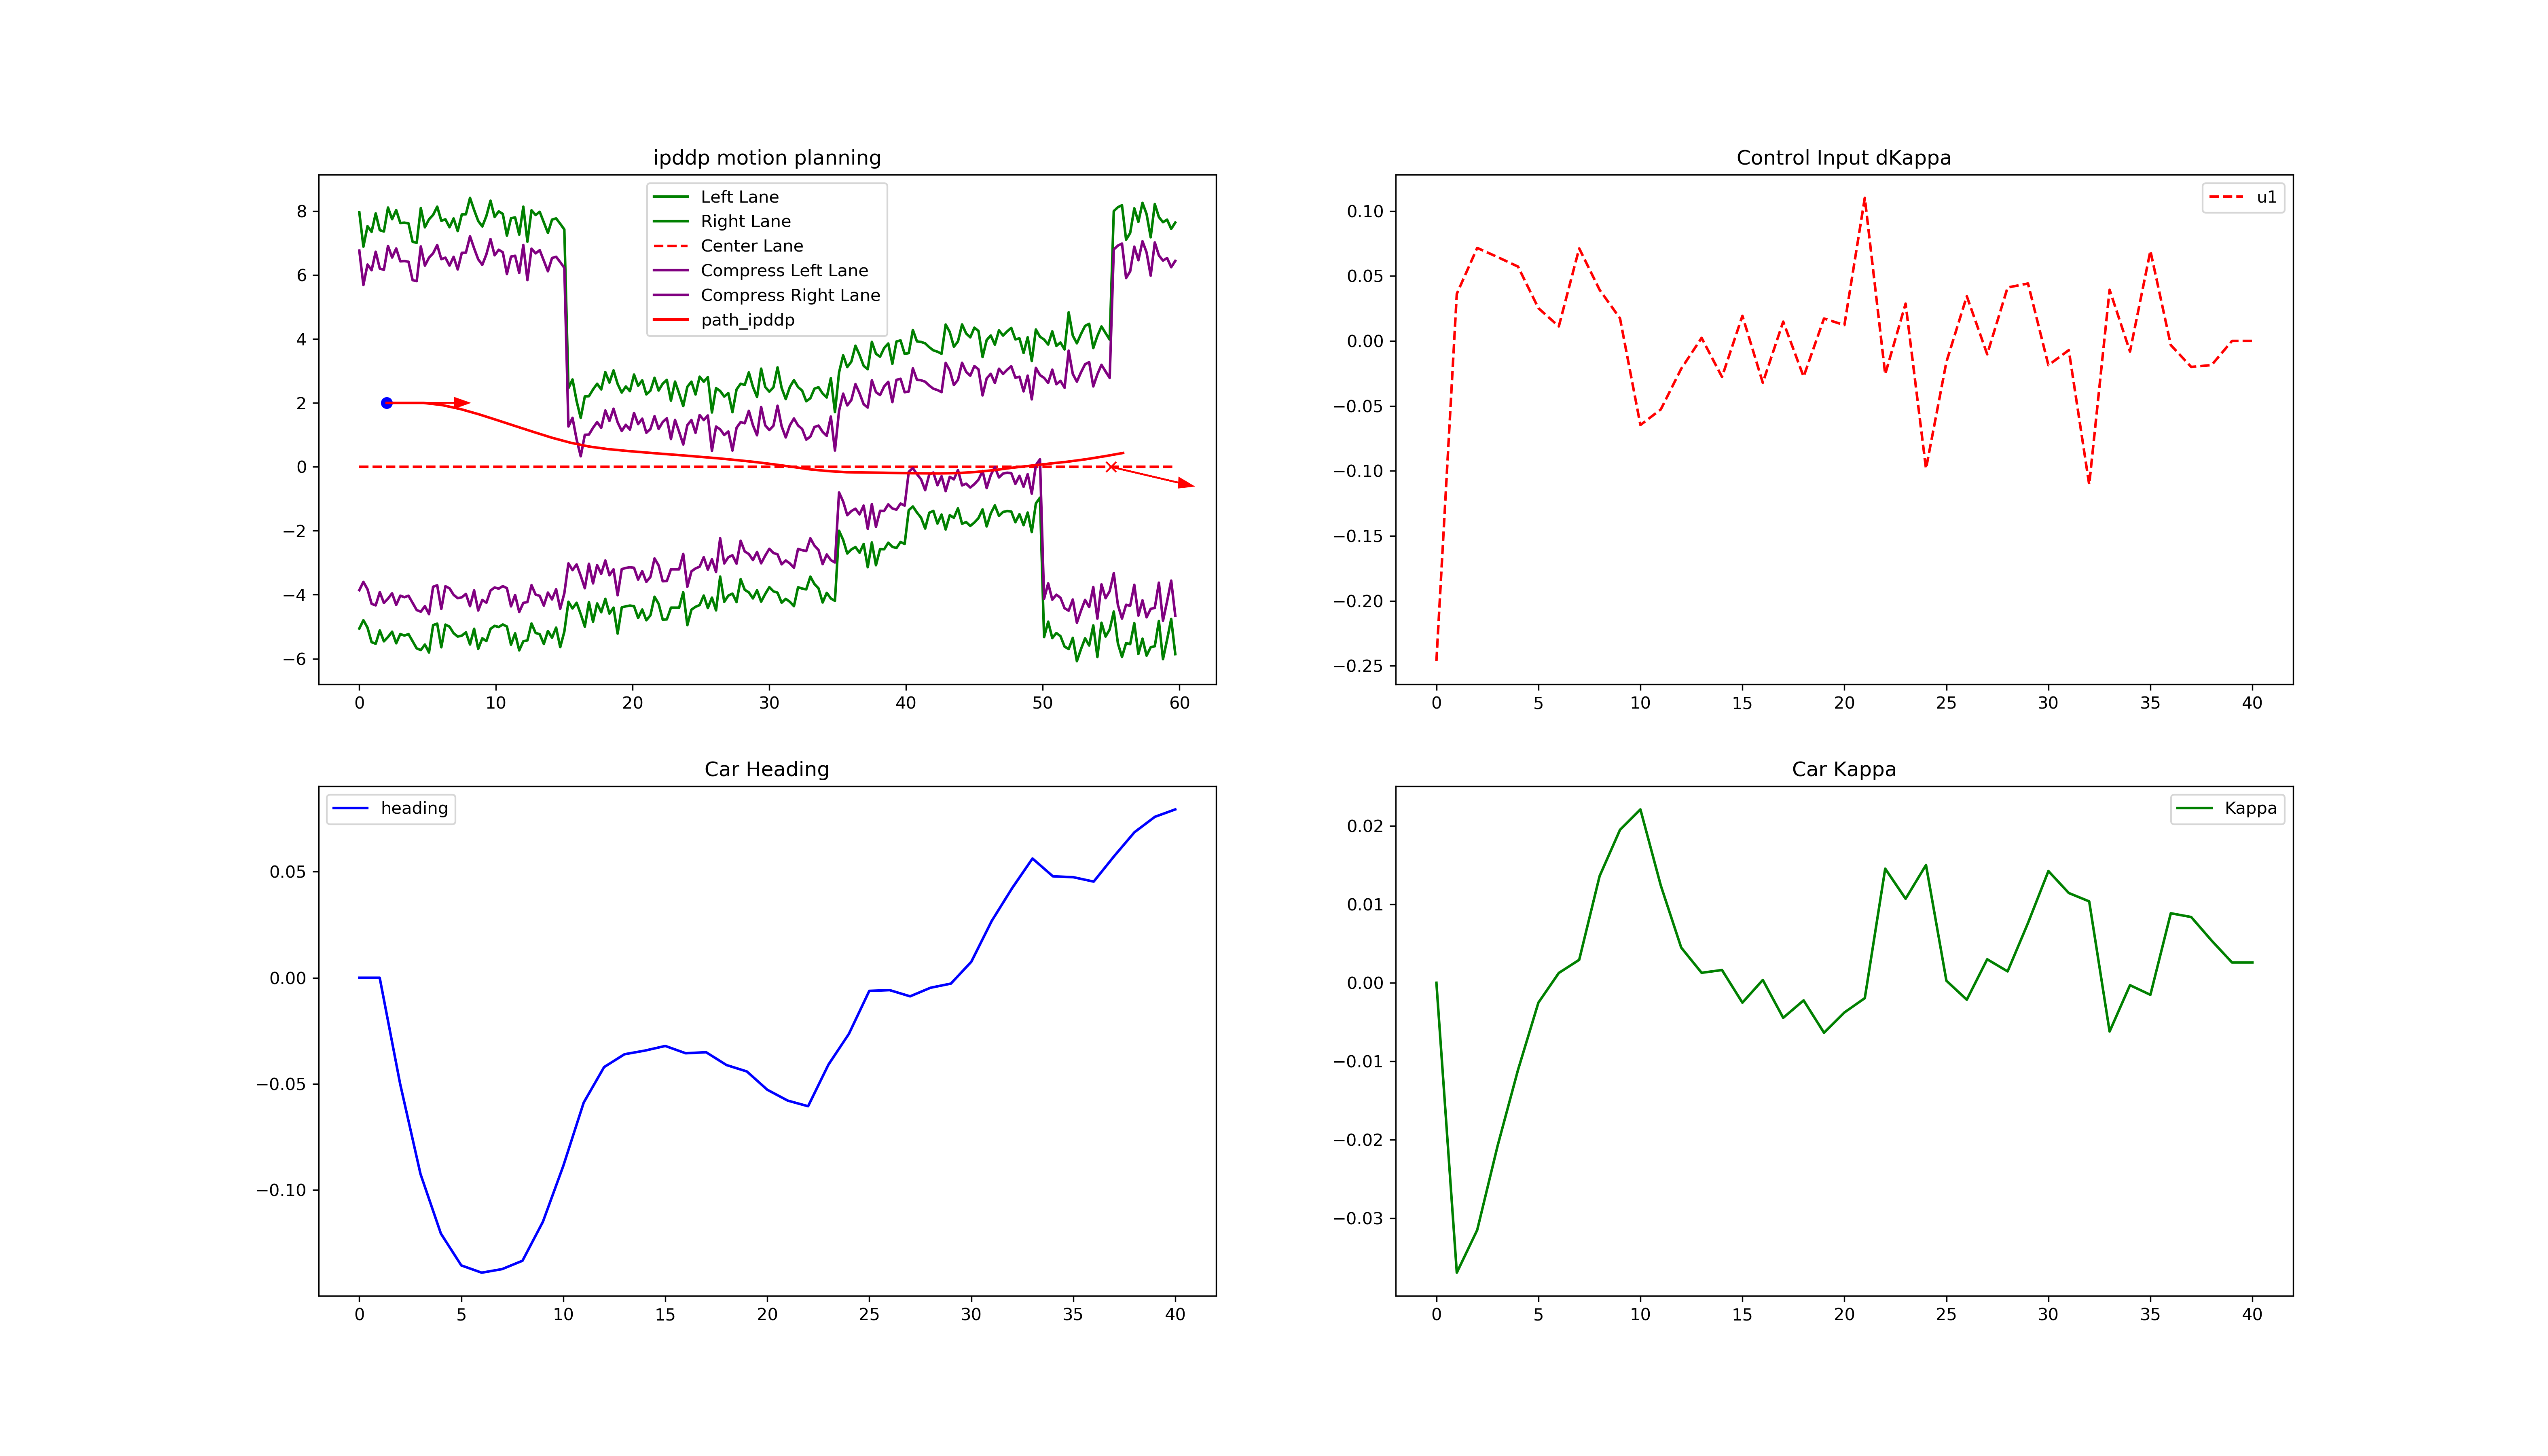 ipddp motion planning
Left Lane
Right Lane
Center Lane
Compress Left Lane
Compress Right Lane
path_ipddp
8
6
4
2
0
−2
−4
−6
0 10 20 30 40 50 60
Control Input dKappa
u1
0.10
0.05
0.00
−0.05
−0.10
−0.15
−0.20
−0.25
0 5 10 15 20 25 30 35 40
Car Heading
heading
0.05
0.00
−0.05
−0.10
0 5 10 15 20 25 30 35 40
Car Kappa
Kappa
0.02
0.01
0.00
−0.01
−0.02
−0.03
0 5 10 15 20 25 30 35 40